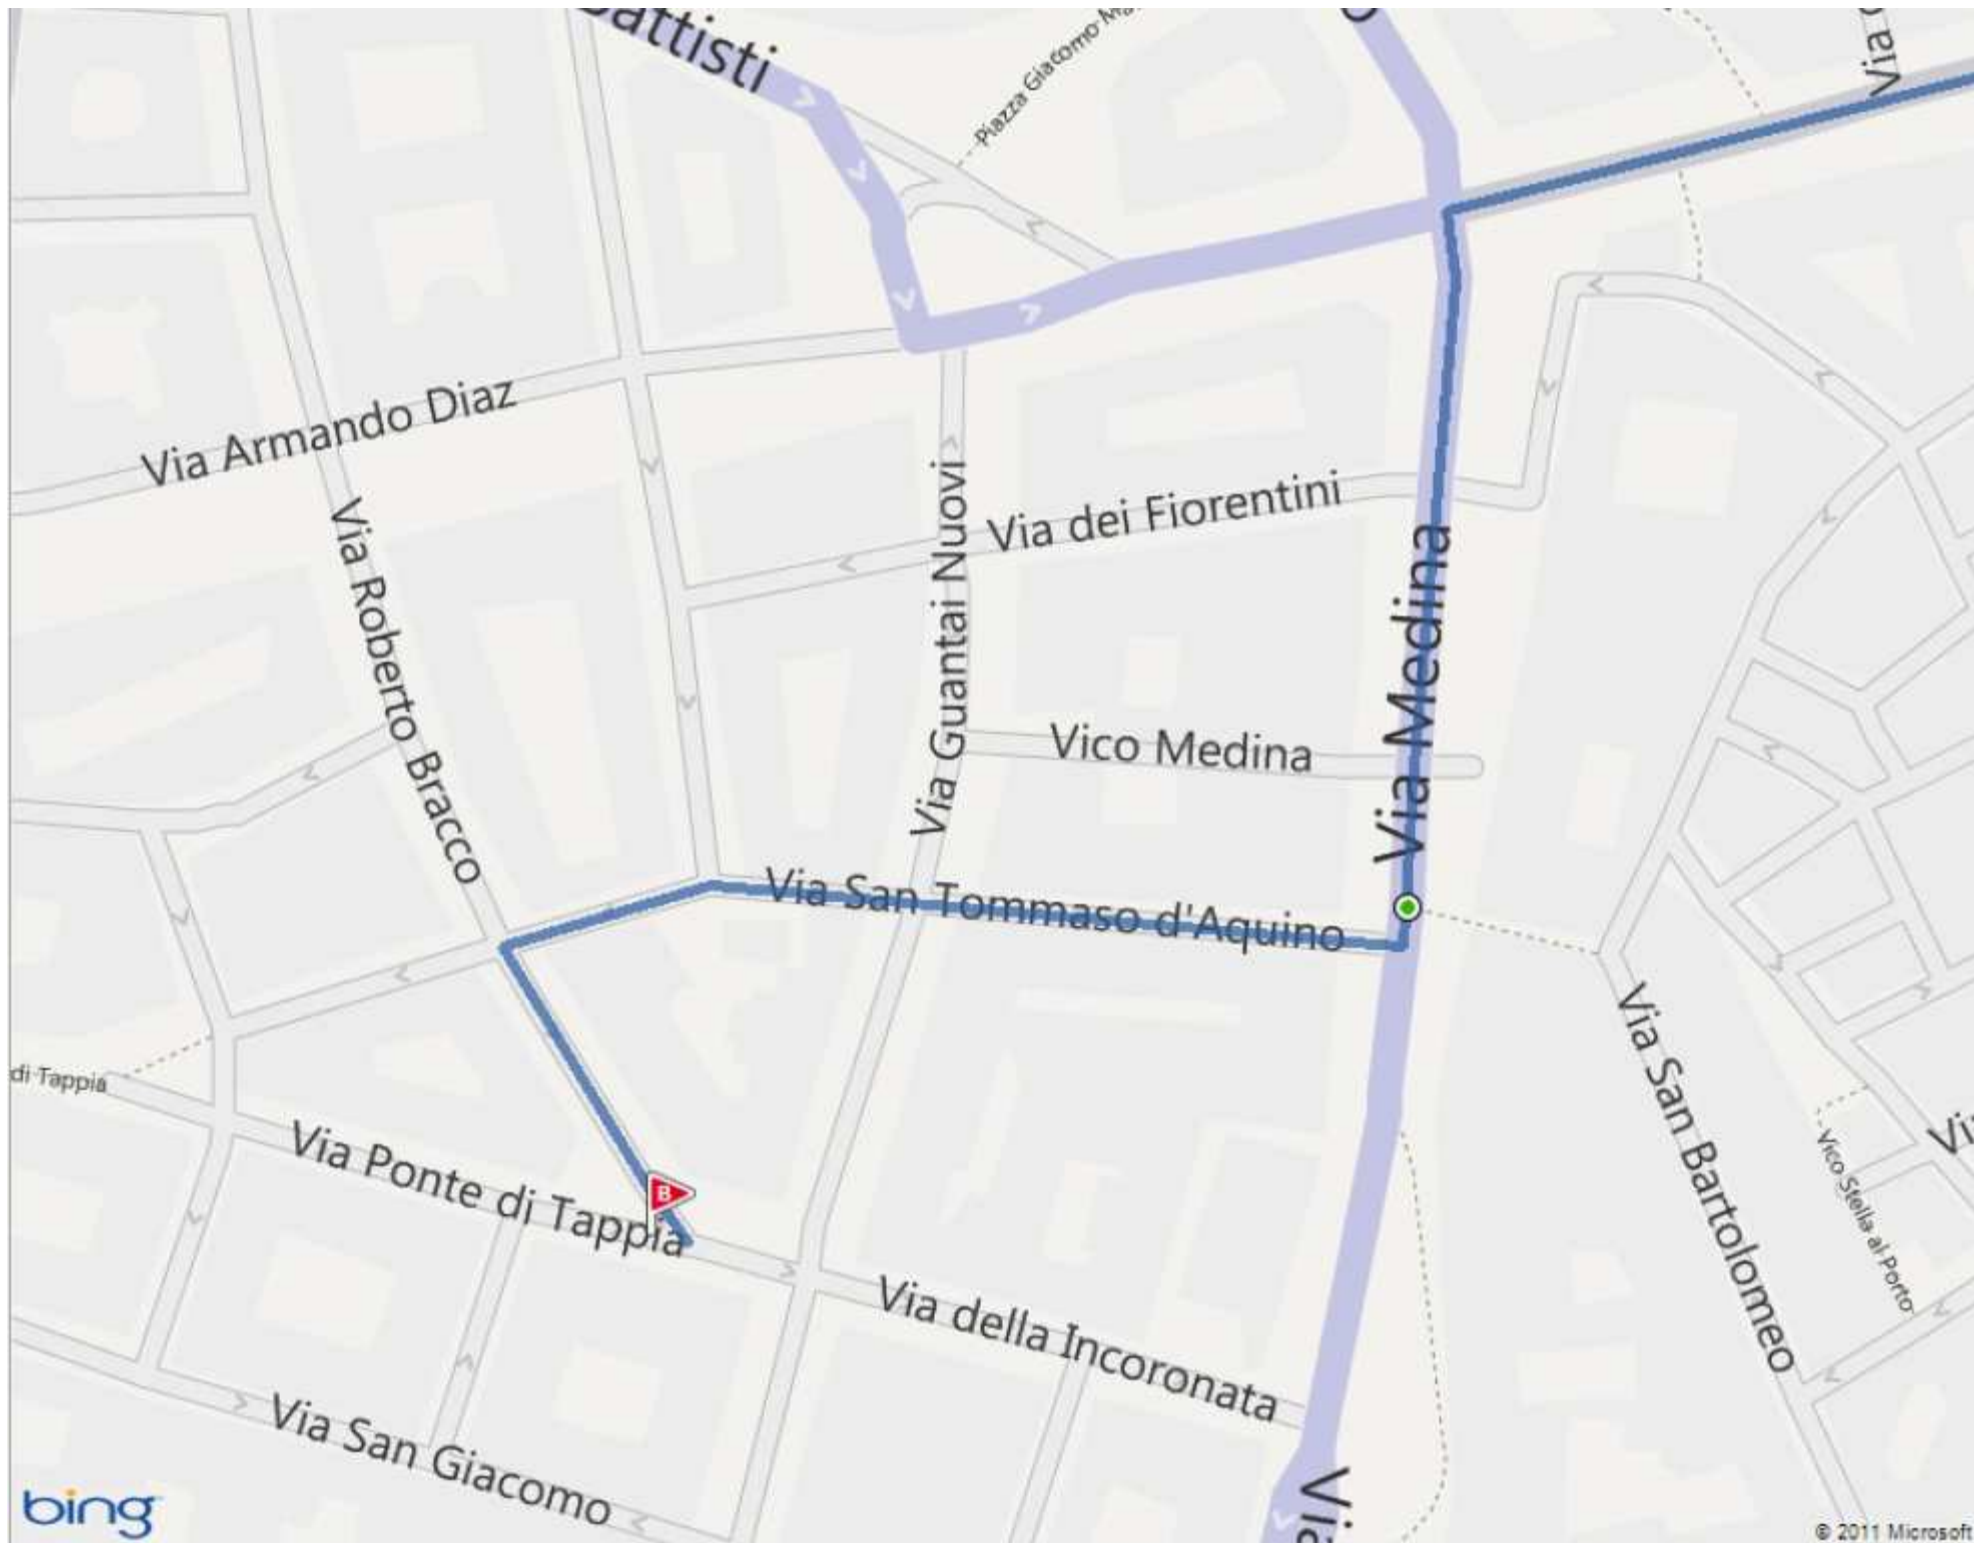 Piazza Giacomo
Via
Via Armando Diaz
Via dei Fiorentini
Via Guantai Nuovi
Via Roberto Bracco
Via Medina
Vico Medina
Via San Tommaso d'Aquino
di Tappia
Via Ponte di Tappia
B
Via San Bartolomeo
Vico Stella al Porto
Via della Incoronata
Via San Giacomo
bing
© 2011 Microsoft